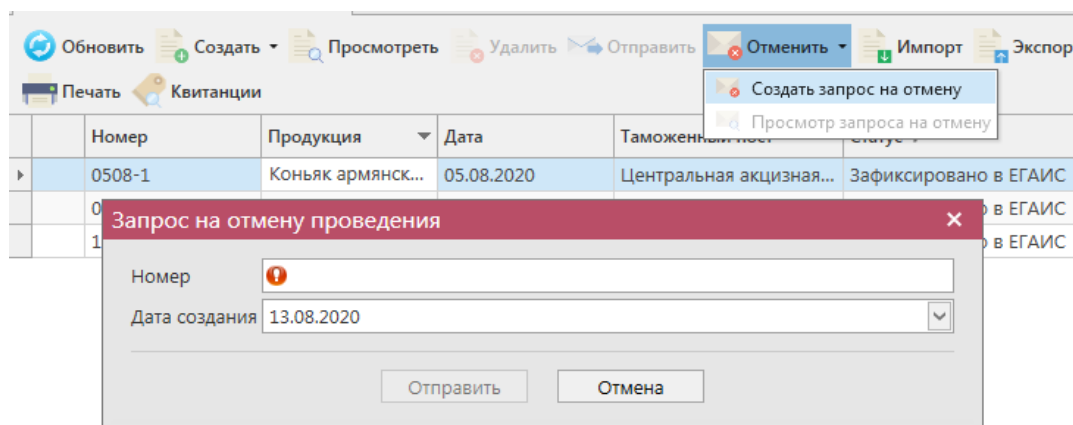 Обновить Создать Просмотреть Удалить Отправить Отменить Импорт Экспор
Печать Квитанции
Создать запрос на отмену
Просмотр запроса на отмену
Номер Продукция Дата Таможенный пост Статус
0508-1 Коньяк армянск... 05.08.2020 Центральная акцизная... Зафиксировано в ЕГАИС
0 о в ЕГАИС
1 о в ЕГАИС
Запрос на отмену проведения
Номер
Дата создания 13.08.2020
Отправить Отмена